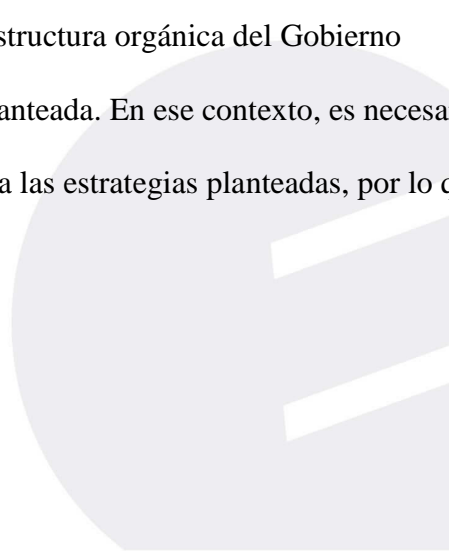 structura orgánica del Gobierno
anteada. En ese contexto, es necesa
a las estrategias planteadas, por lo